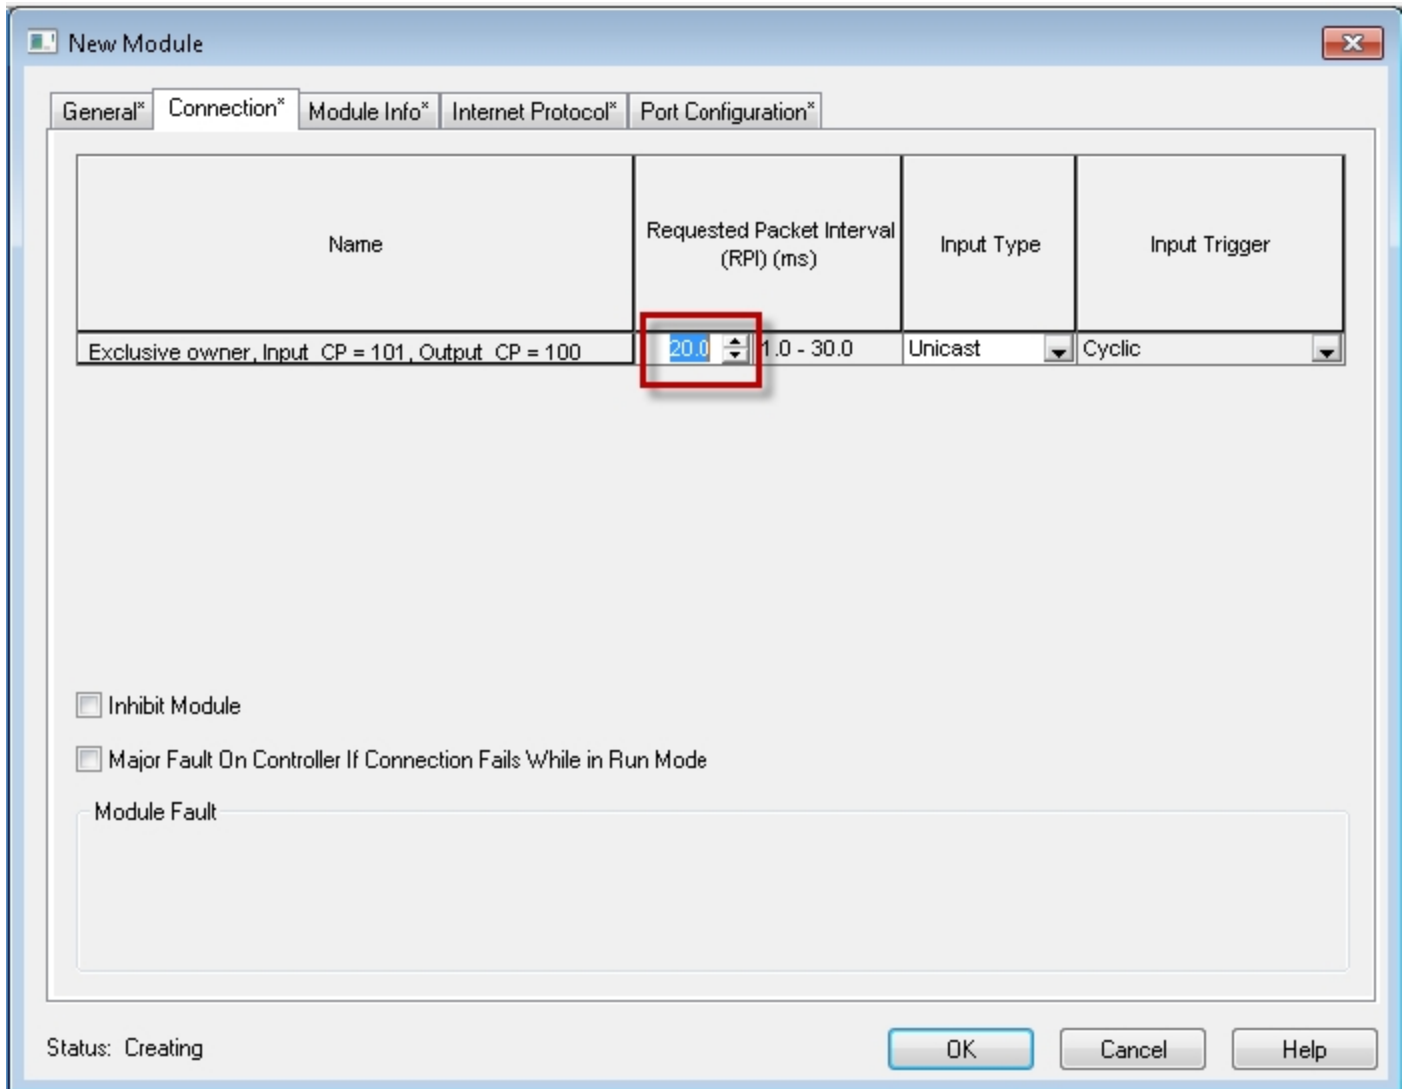 New Module
General* Connection* Module Info* Internet Protocol* Port Configuration*
Name
Requested Packet Interval
(RPI) (ms)
Input Type
Input Trigger
Exclusive owner, Input CP = 101, Output CP = 100 20.0 1.0 - 30.0 Unicast Cyclic
Inhibit Module
Major Fault On Controller If Connection Fails While in Run Mode
Module Fault
Status: Creating OK Cancel Help